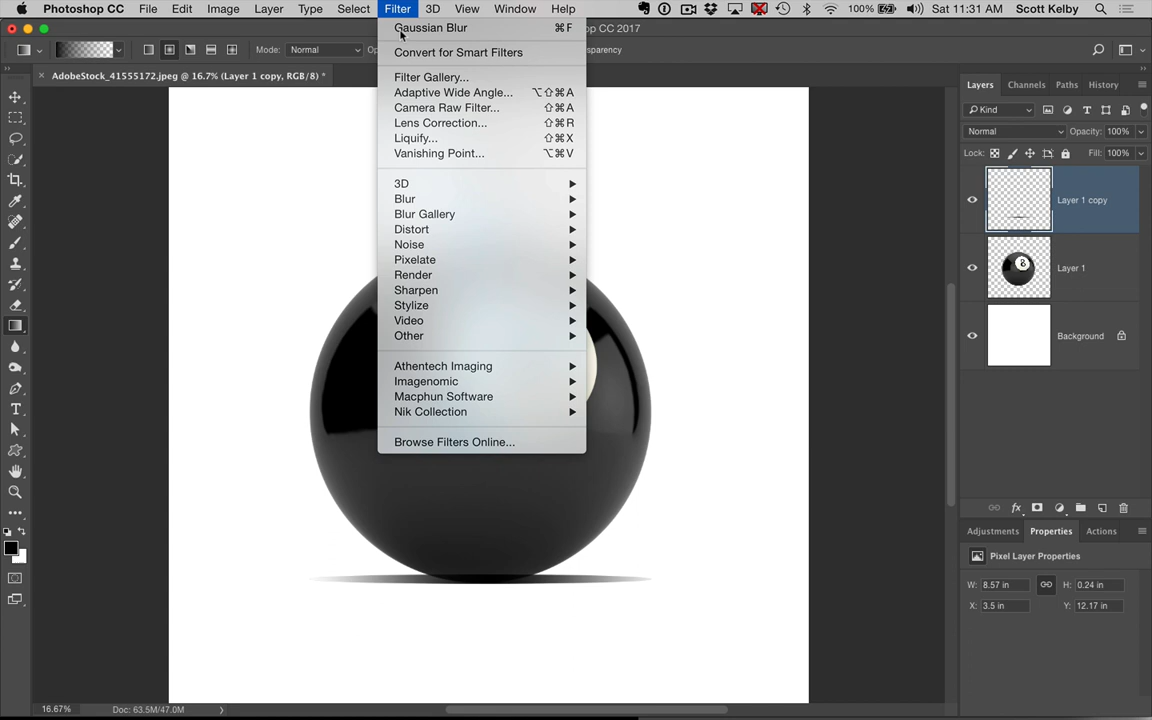 Photoshop CC File Edit Image Layer Type Select Filter 3D View Window Help 100% Sat 11:31 AM Scott Kelby
op CC 2017
Mode: Normal Op sparency
AdobeStock_41555172.jpeg @ 16.7% (Layer 1 copy, RGB/8) *
Gaussian Blur ⌘F
Convert for Smart Filters
Filter Gallery...
Adaptive Wide Angle... ⌥⇧⌘A
Camera Raw Filter... ⇧⌘A
Lens Correction... ⇧⌘R
Liquify... ⇧⌘X
Vanishing Point... ⌥⌘V
3D
Blur
Blur Gallery
Distort
Noise
Pixelate
Render
Sharpen
Stylize
Video
Other
Athentech Imaging
Imagenomic
Macphun Software
Nik Collection
Browse Filters Online...
Layers Channels Paths History
Kind
Normal Opacity: 100%
Lock: Fill: 100%
Layer 1 copy
8 Layer 1
Background
fx
Adjustments Properties Actions
Pixel Layer Properties
W: 8.57 in H: 0.24 in
X: 3.5 in Y: 12.17 in
16.67% Doc: 63.5M/47.0M